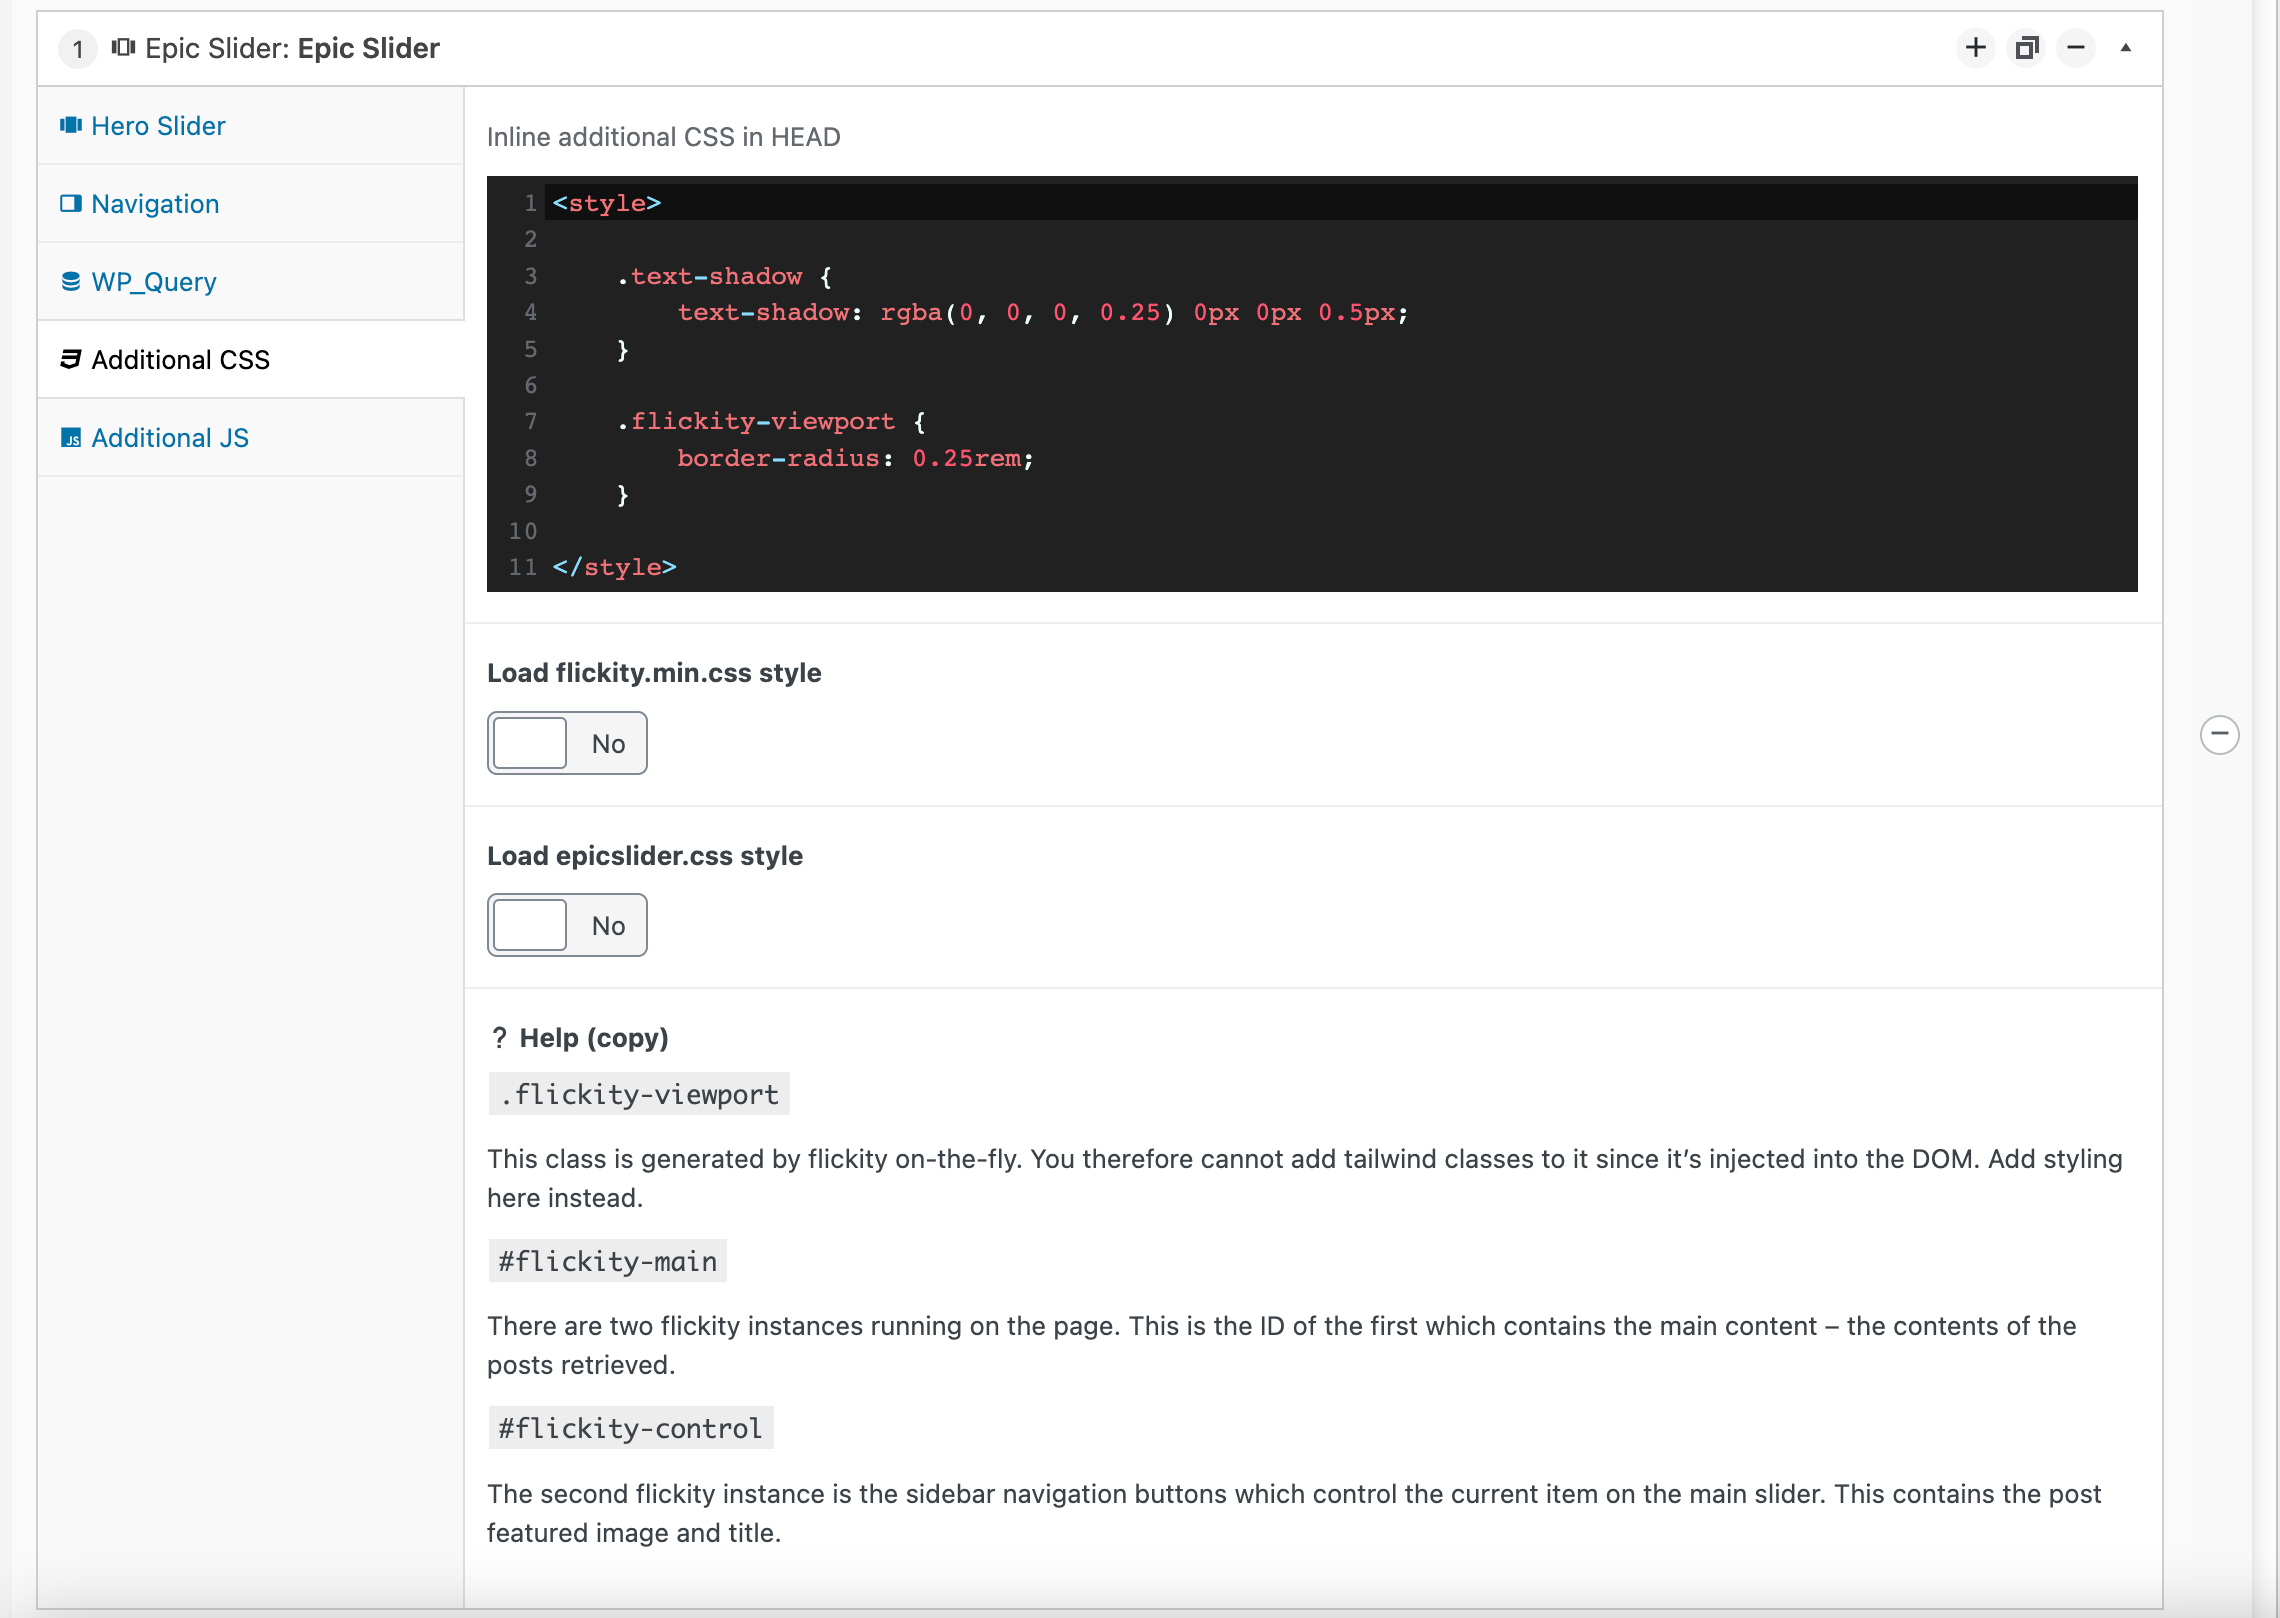 1 Epic Slider: Epic Slider
Hero Slider
Navigation
WP_Query
Additional CSS
JS Additional JS
Inline additional CSS in HEAD
1 <style>
2
3     .text-shadow {
4         text-shadow: rgba(0, 0, 0, 0.25) 0px 0px 0.5px;
5     }
6
7     .flickity-viewport {
8         border-radius: 0.25rem;
9     }
10
11 </style>
Load flickity.min.css style
No
Load epicslider.css style
No
? Help (copy)
.flickity-viewport
This class is generated by flickity on-the-fly. You therefore cannot add tailwind classes to it since it’s injected into the DOM. Add styling
here instead.
#flickity-main
There are two flickity instances running on the page. This is the ID of the first which contains the main content – the contents of the
posts retrieved.
#flickity-control
The second flickity instance is the sidebar navigation buttons which control the current item on the main slider. This contains the post
featured image and title.